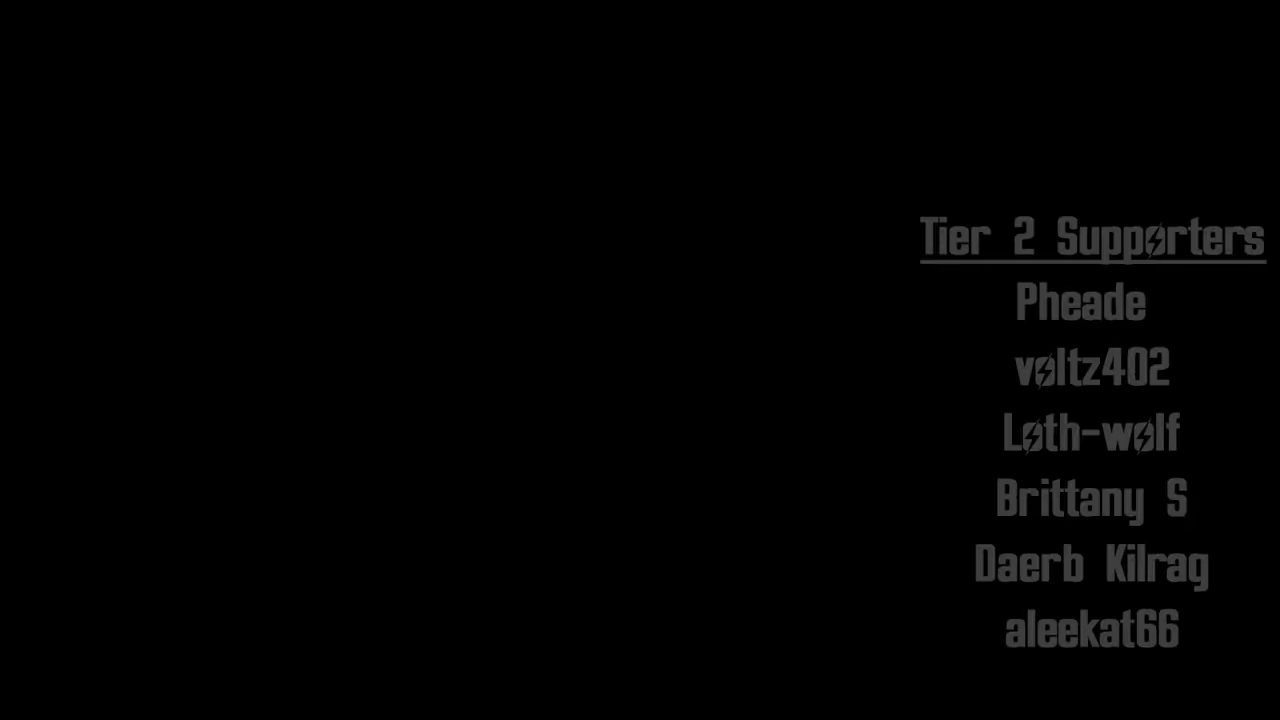 Tier 2 Supporters
Pheade
voltz402
Loth-wolf
Brittany S
Daerb Kilrag
aleekat66